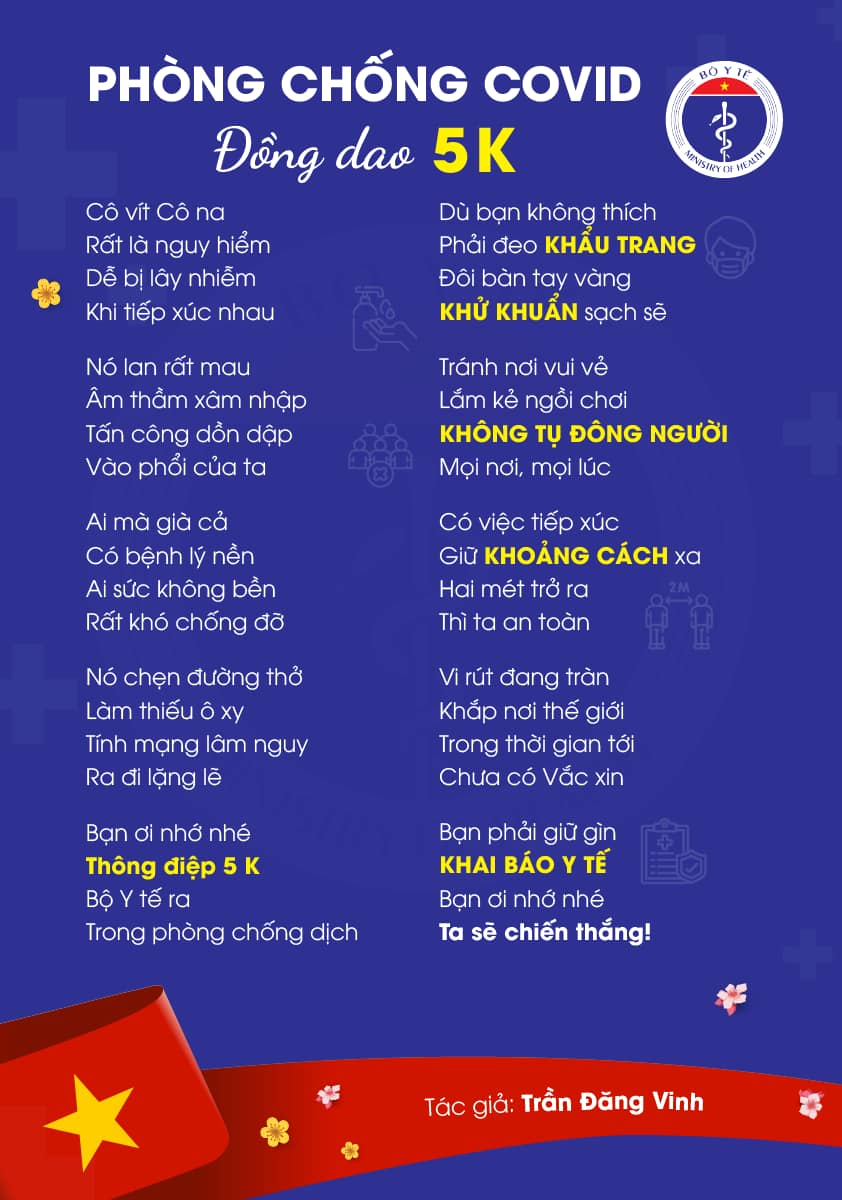 PHÒNG CHỐNG COVID
Đồng dao 5 K
BỘ Y TẾ
MINISTRY OF HEALTH
Cô vít Cô na
Rất là nguy hiểm
Dễ bị lây nhiễm
Khi tiếp xúc nhau
Nó lan rất mau
Âm thầm xâm nhập
Tấn công dồn dập
Vào phổi của ta
Ai mà già cả
Có bệnh lý nền
Ai sức không bền
Rất khó chống đỡ
Nó chẹn đường thở
Làm thiếu ô xy
Tính mạng lâm nguy
Ra đi lặng lẽ
Bạn ơi nhớ nhé
Thông điệp 5 K
Bộ Y tế ra
Trong phòng chống dịch
Dù bạn không thích
Phải đeo KHẨU TRANG
Đôi bàn tay vàng
KHỬ KHUẨN sạch sẽ
Tránh nơi vui vẻ
Lắm kẻ ngồi chơi
KHÔNG TỤ ĐÔNG NGƯỜI
Mọi nơi, mọi lúc
Có việc tiếp xúc
Giữ KHOẢNG CÁCH xa
Hai mét trở ra
Thì ta an toàn
2M
Vi rút đang tràn
Khắp nơi thế giới
Trong thời gian tới
Chưa có Vắc xin
Bạn phải giữ gìn
KHAI BÁO Y TẾ
Bạn ơi nhớ nhé
Ta sẽ chiến thắng!
Tác giả: Trần Đăng Vinh